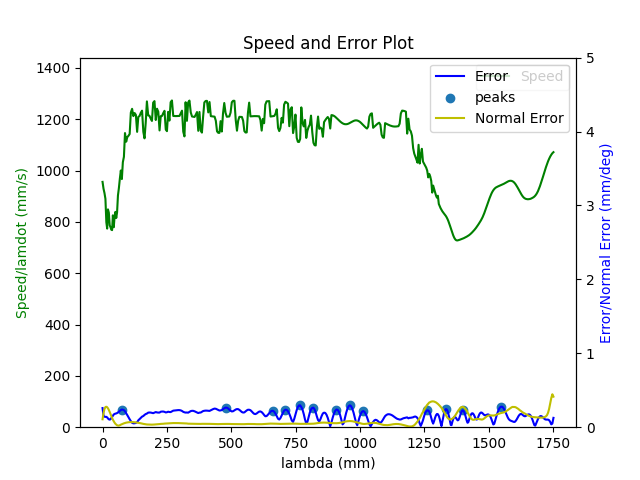 Speed and Error Plot
1400
1200
1000
800
600
400
200
0
Speed/lamdot (mm/s)
5
4
3
2
1
0
Error/Normal Error (mm/deg)
Error
Speed
peaks
Normal Error
0
250
500
750
1000
1250
1500
1750
lambda (mm)